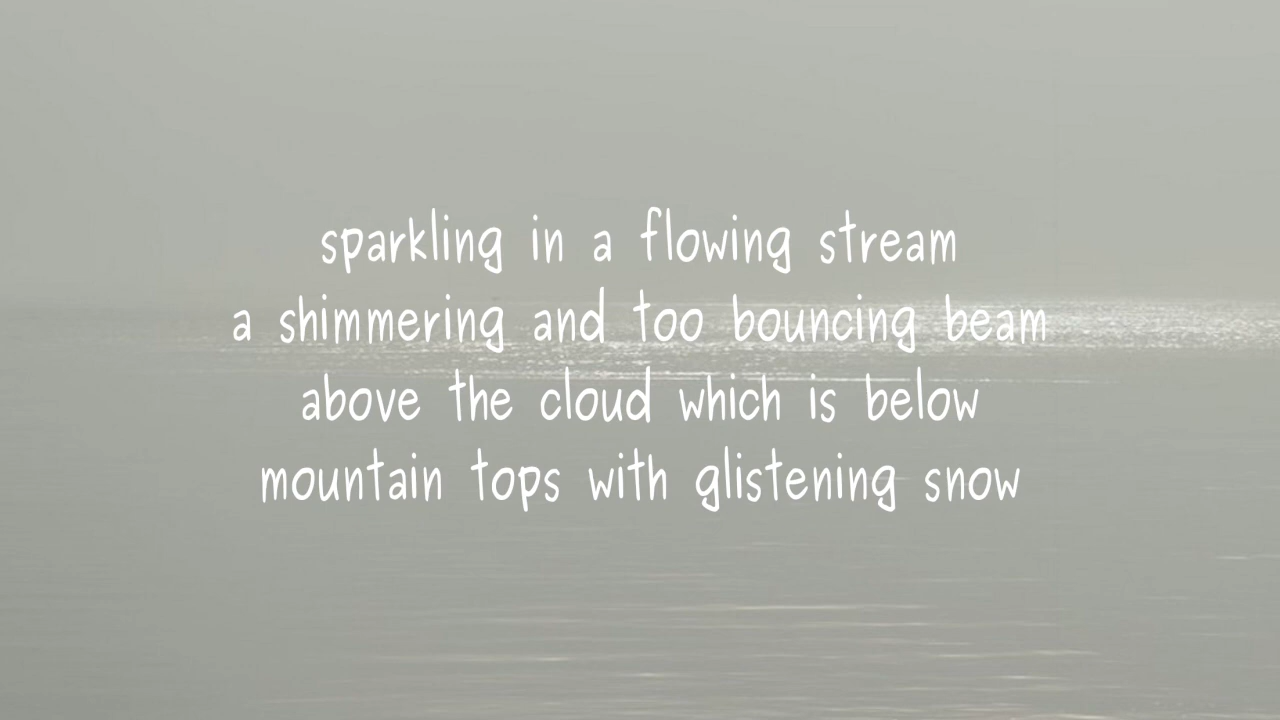 sparkling in a flowing stream
a shimmering and too bouncing beam
above the cloud which is below
mountain tops with glistening snow